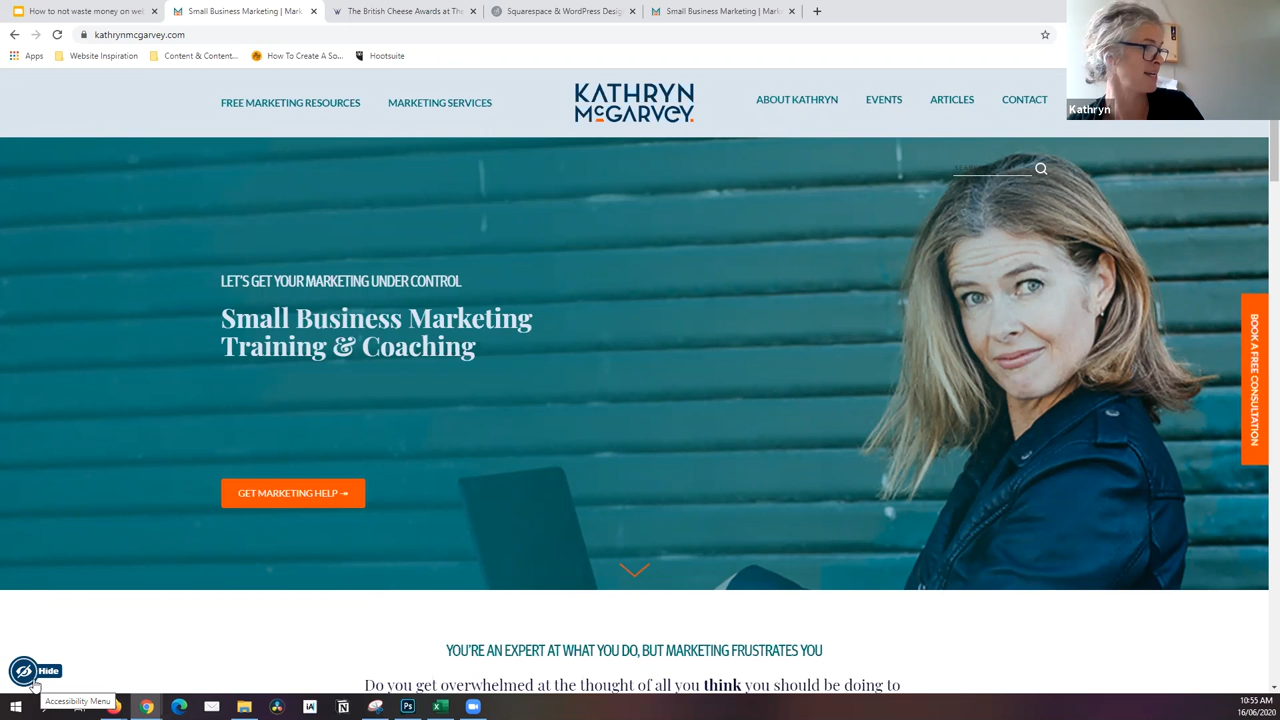 How to not waste money on web
Small Business Marketing | Mark
The British Cheese Awards at The
Squarespace & WordPress Desig
Small Business Marketing | Mark
kathrynmcgarvey.com
Apps
Website Inspiration
Content & Content...
How To Create A So...
Hootsuite
Kathryn
FREE MARKETING RESOURCES
MARKETING SERVICES
KATHRYN
McGARVEY.
ABOUT KATHRYN
EVENTS
ARTICLES
CONTACT
LET'S GET YOUR MARKETING UNDER CONTROL
Small Business Marketing
Training & Coaching
GET MARKETING HELP
BOOK A FREE CONSULTATION
YOU'RE AN EXPERT AT WHAT YOU DO, BUT MARKETING FRUSTRATES YOU
Do you get overwhelmed at the thought of all you think you should be doing to
Hide
Accessibility Menu
10:55 AM
16/06/2020